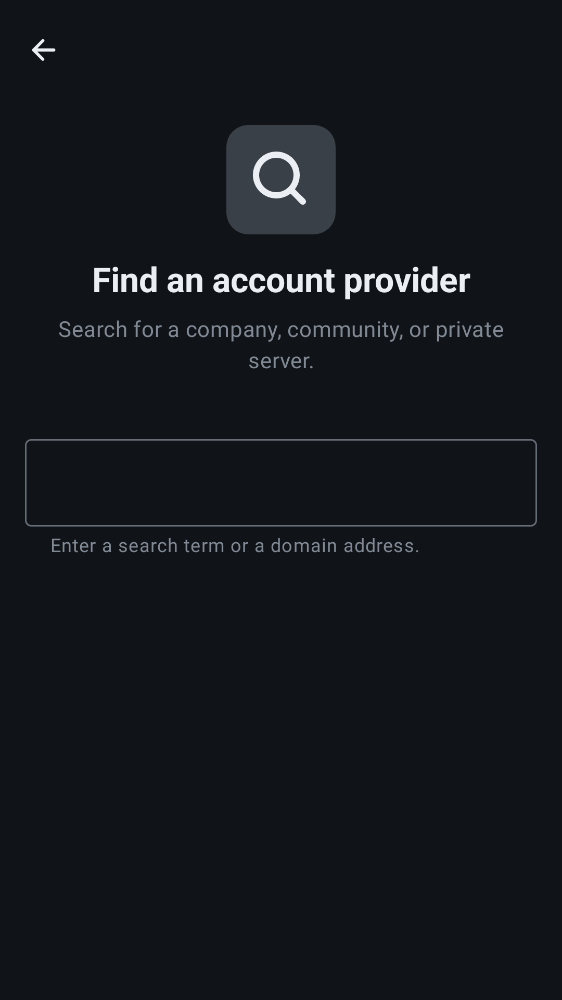 Find an account provider
Search for a company, community, or private
server.
Enter a search term or a domain address.